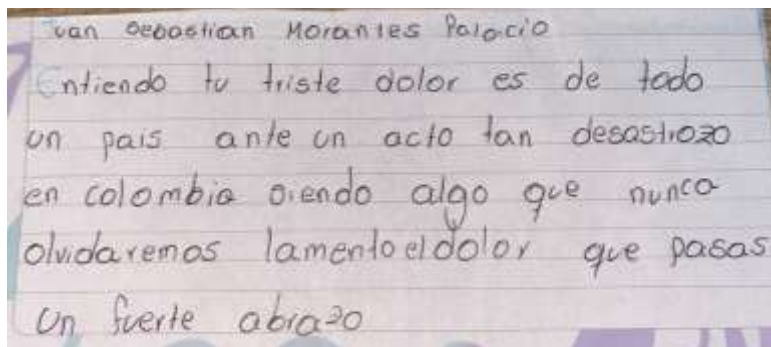 Juan Sebastian Morantes Palacio
Entiendo tu triste dolor es de todo
un pais ante un acto tan desastrozo
en colombia siendo algo que nunca
olvidaremos lamento el dolor que pasas
un fuerte abrazo